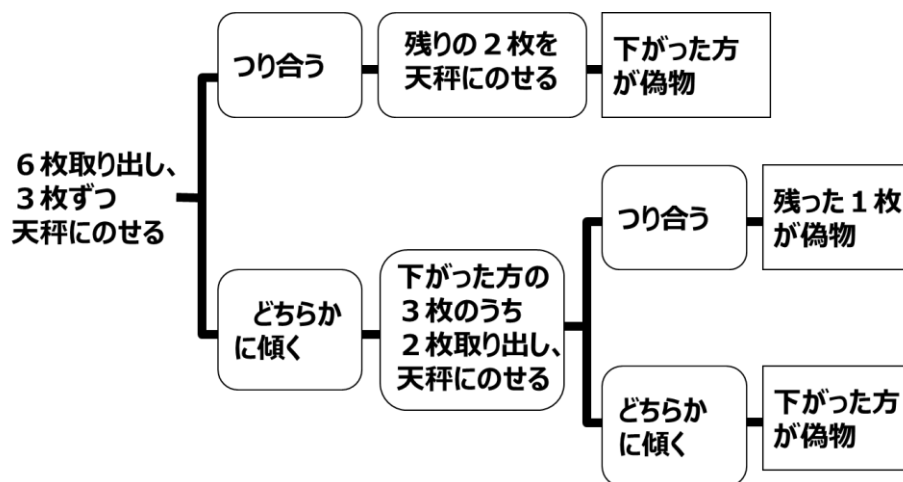 ６枚取り出し、
３枚ずつ
天秤にのせる
つり合う
残りの２枚を
天秤にのせる
下がった方
が偽物
どちらか
に傾く
下がった方の
３枚のうち
２枚取り出し、
天秤にのせる
つり合う
残った１枚
が偽物
どちらか
に傾く
下がった方
が偽物